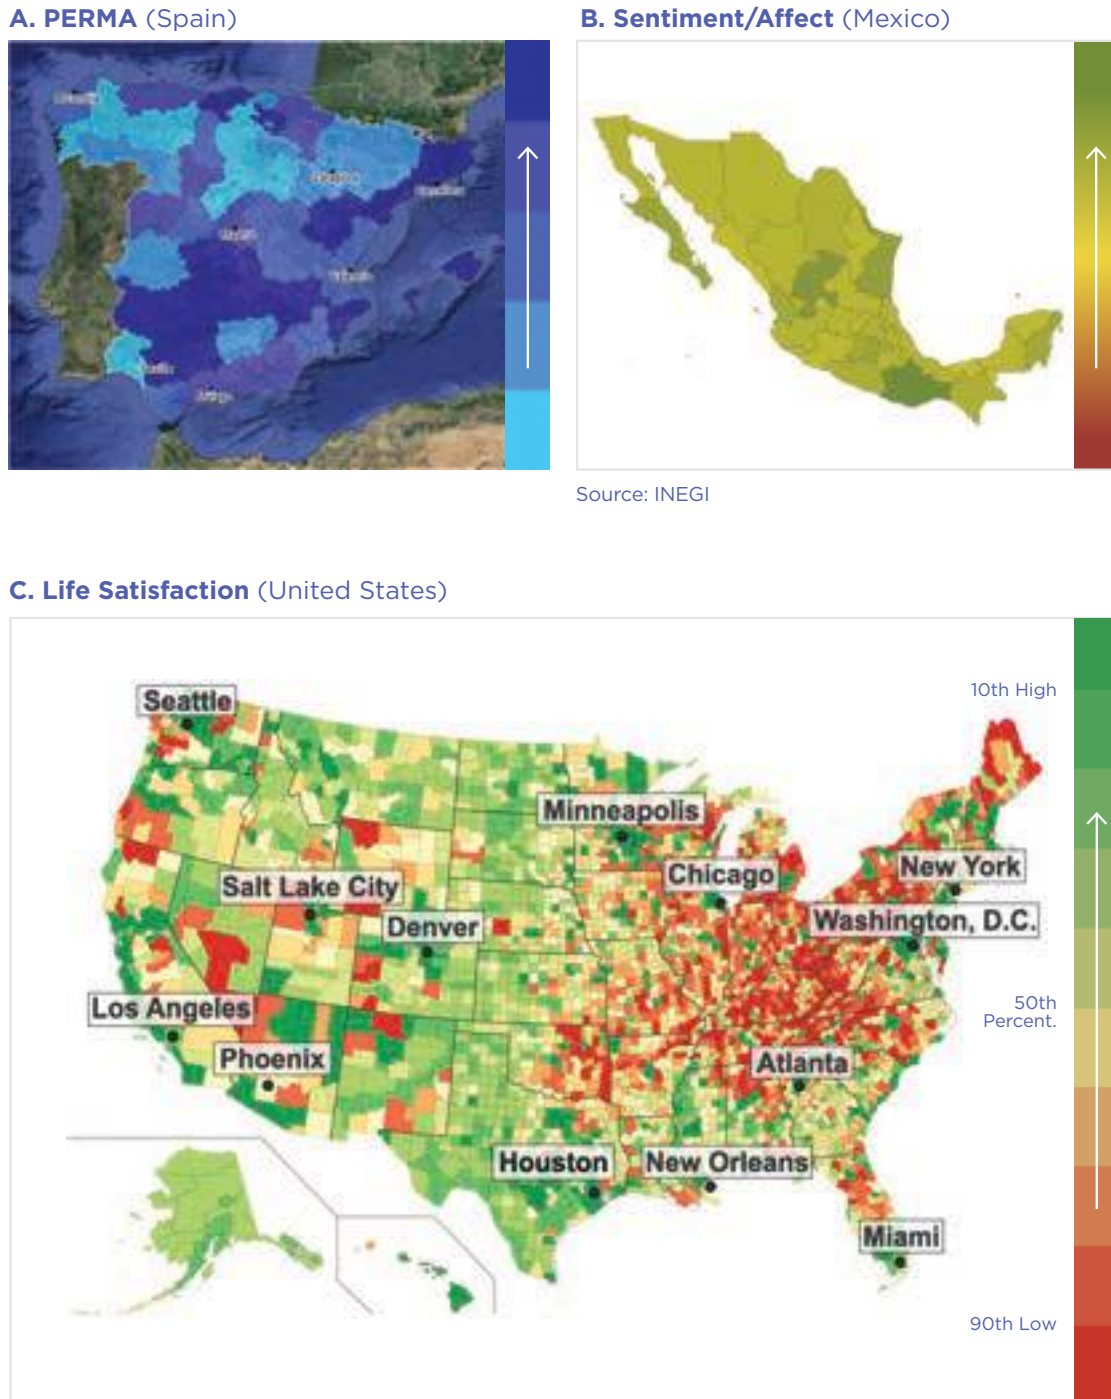 A. PERMA (Spain)
B. Sentiment/Affect (Mexico)
Source: INEGI
C. Life Satisfaction (United States)
10th High
Seattle
Minneapolis
Chicago
New York
Salt Lake City
Denver
Washington, D.C.
Los Angeles
50th
Percent.
Phoenix
Atlanta
Houston
New Orleans
Miami
90th Low